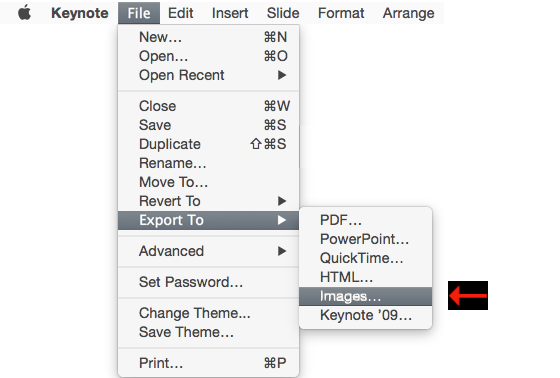 Keynote File Edit Insert Slide Format Arrange
New… ⌘N
Open… ⌘O
Open Recent ▶
Close ⌘W
Save ⌘S
Duplicate ⇧⌘S
Rename…
Move To…
Revert To ▶
Export To ▶
PDF…
PowerPoint…
QuickTime…
HTML…
Images…
Keynote ’09…
Advanced ▶
Set Password…
Change Theme...
Save Theme...
Print… ⌘P